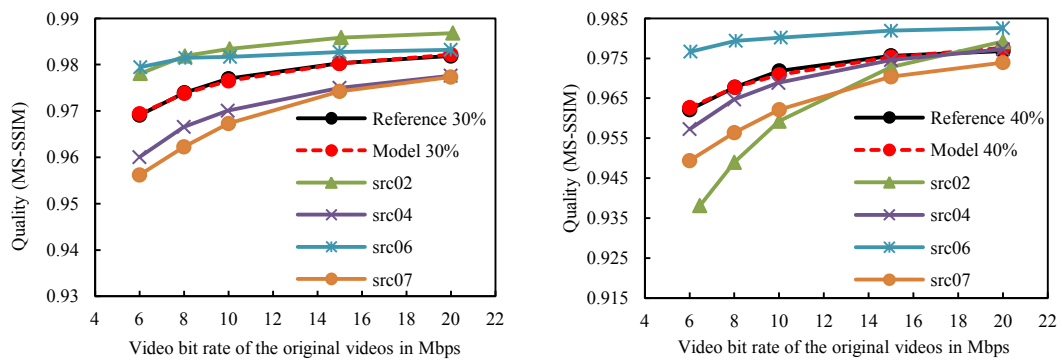 0.99
0.98
0.97
0.96
0.95
0.94
0.93
Quality (MS-SSIM)
4 6 8 10 12 14 16 18 20 22
Video bit rate of the original videos in Mbps
Reference 30%
Model 30%
src02
src04
src06
src07
0.985
0.975
0.965
0.955
0.945
0.935
0.925
0.915
Quality (MS-SSIM)
4 6 8 10 12 14 16 18 20 22
Video bit rate of the original videos in Mbps
Reference 40%
Model 40%
src02
src04
src06
src07